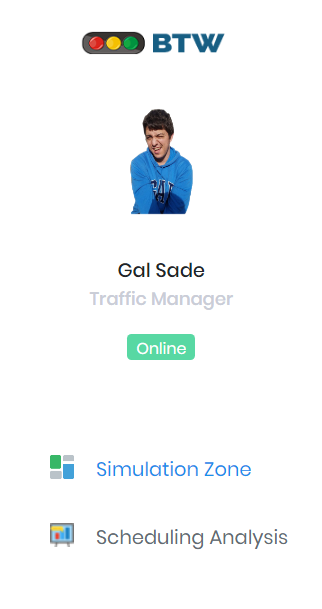 BTW
Gal Sade
Traffic Manager
Online
Simulation Zone
Scheduling Analysis